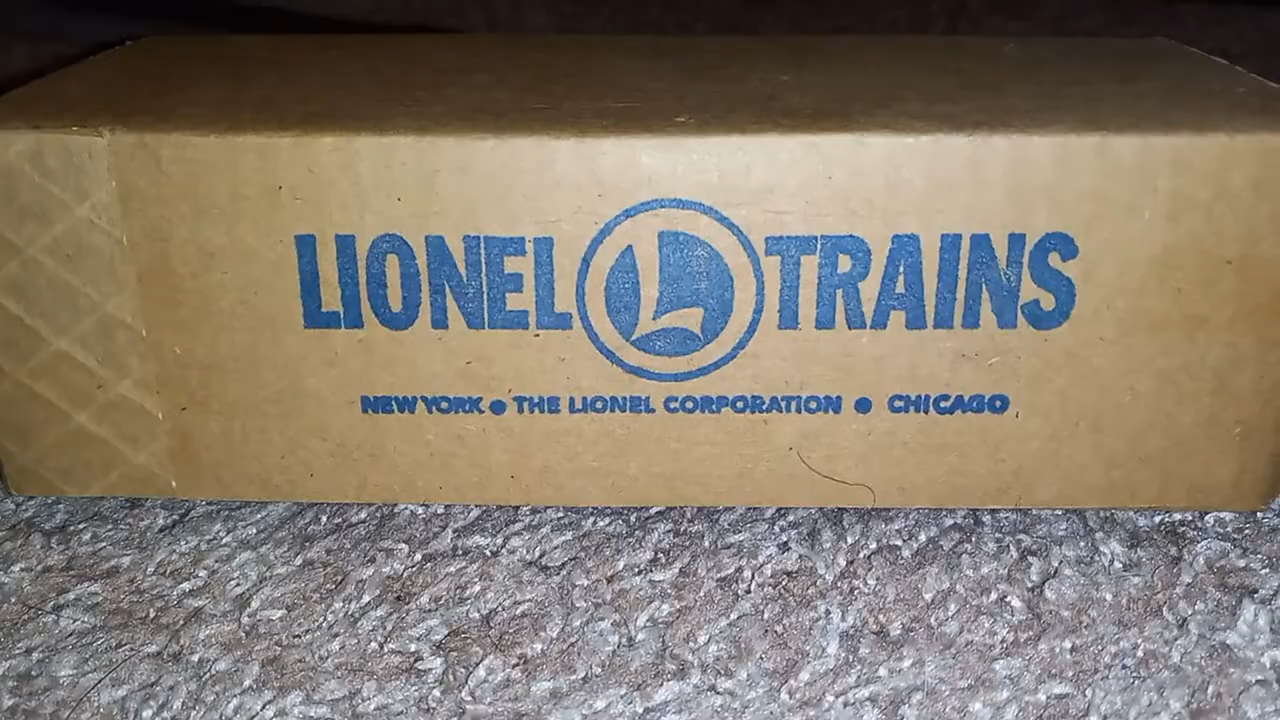 LIONEL L TRAINS
NEW YORK ● THE LIONEL CORPORATION ● CHICAGO